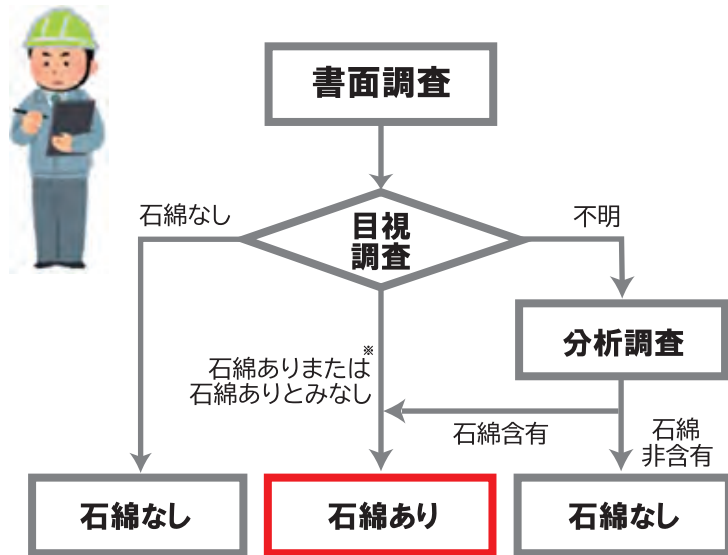 書面調査
石綿なし
目視
調査
不明
分析調査
※
石綿ありまたは
石綿ありとみなし
石綿含有
石綿
非含有
石綿なし
石綿あり
石綿なし